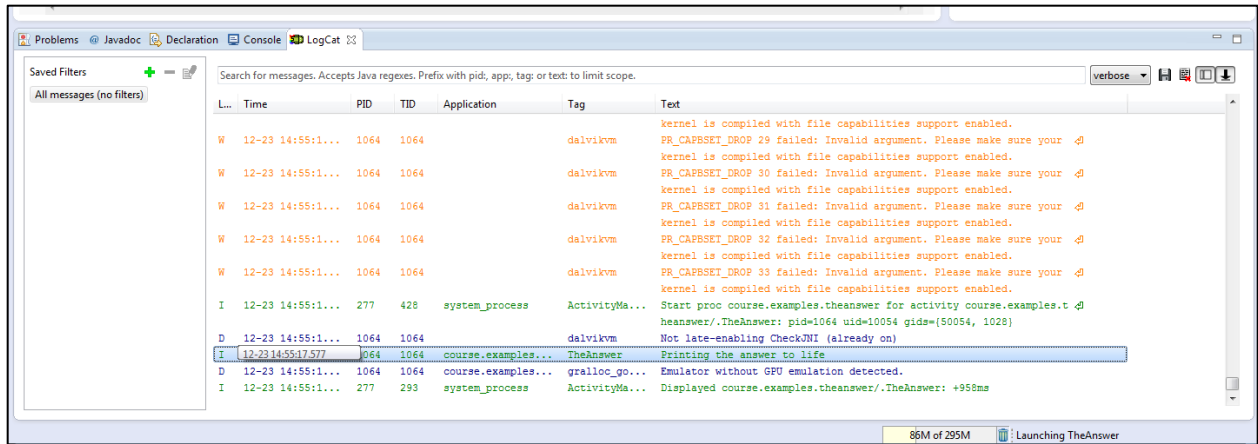 Problems @ Javadoc Declaration Console LogCat
Saved Filters
All messages (no filters)
Search for messages. Accepts Java regexes. Prefix with pid:, app:, tag: or text: to limit scope.
verbose
L... Time PID TID Application Tag Text
kernel is compiled with file capabilities support enabled.
W 12-23 14:55:1... 1064 1064 dalvikvm PR_CAPBSET_DROP 29 failed: Invalid argument. Please make sure your
kernel is compiled with file capabilities support enabled.
W 12-23 14:55:1... 1064 1064 dalvikvm PR_CAPBSET_DROP 30 failed: Invalid argument. Please make sure your
kernel is compiled with file capabilities support enabled.
W 12-23 14:55:1... 1064 1064 dalvikvm PR_CAPBSET_DROP 31 failed: Invalid argument. Please make sure your
kernel is compiled with file capabilities support enabled.
W 12-23 14:55:1... 1064 1064 dalvikvm PR_CAPBSET_DROP 32 failed: Invalid argument. Please make sure your
kernel is compiled with file capabilities support enabled.
W 12-23 14:55:1... 1064 1064 dalvikvm PR_CAPBSET_DROP 33 failed: Invalid argument. Please make sure your
kernel is compiled with file capabilities support enabled.
I 12-23 14:55:1... 277 428 system_process ActivityMa... Start proc course.examples.theanswer for activity course.examples.t
heanswer/.TheAnswer: pid=1064 uid=10054 gids={50054, 1028}
D 12-23 14:55:1... 1064 1064 dalvikvm Not late-enabling CheckJNI (already on)
I 12-23 14:55:17.577 064 1064 course.examples... TheAnswer Printing the answer to life
D 12-23 14:55:1... 1064 1064 course.examples... gralloc_go... Emulator without GPU emulation detected.
I 12-23 14:55:1... 277 293 system_process ActivityMa... Displayed course.examples.theanswer/.TheAnswer: +958ms
86M of 295M Launching TheAnswer